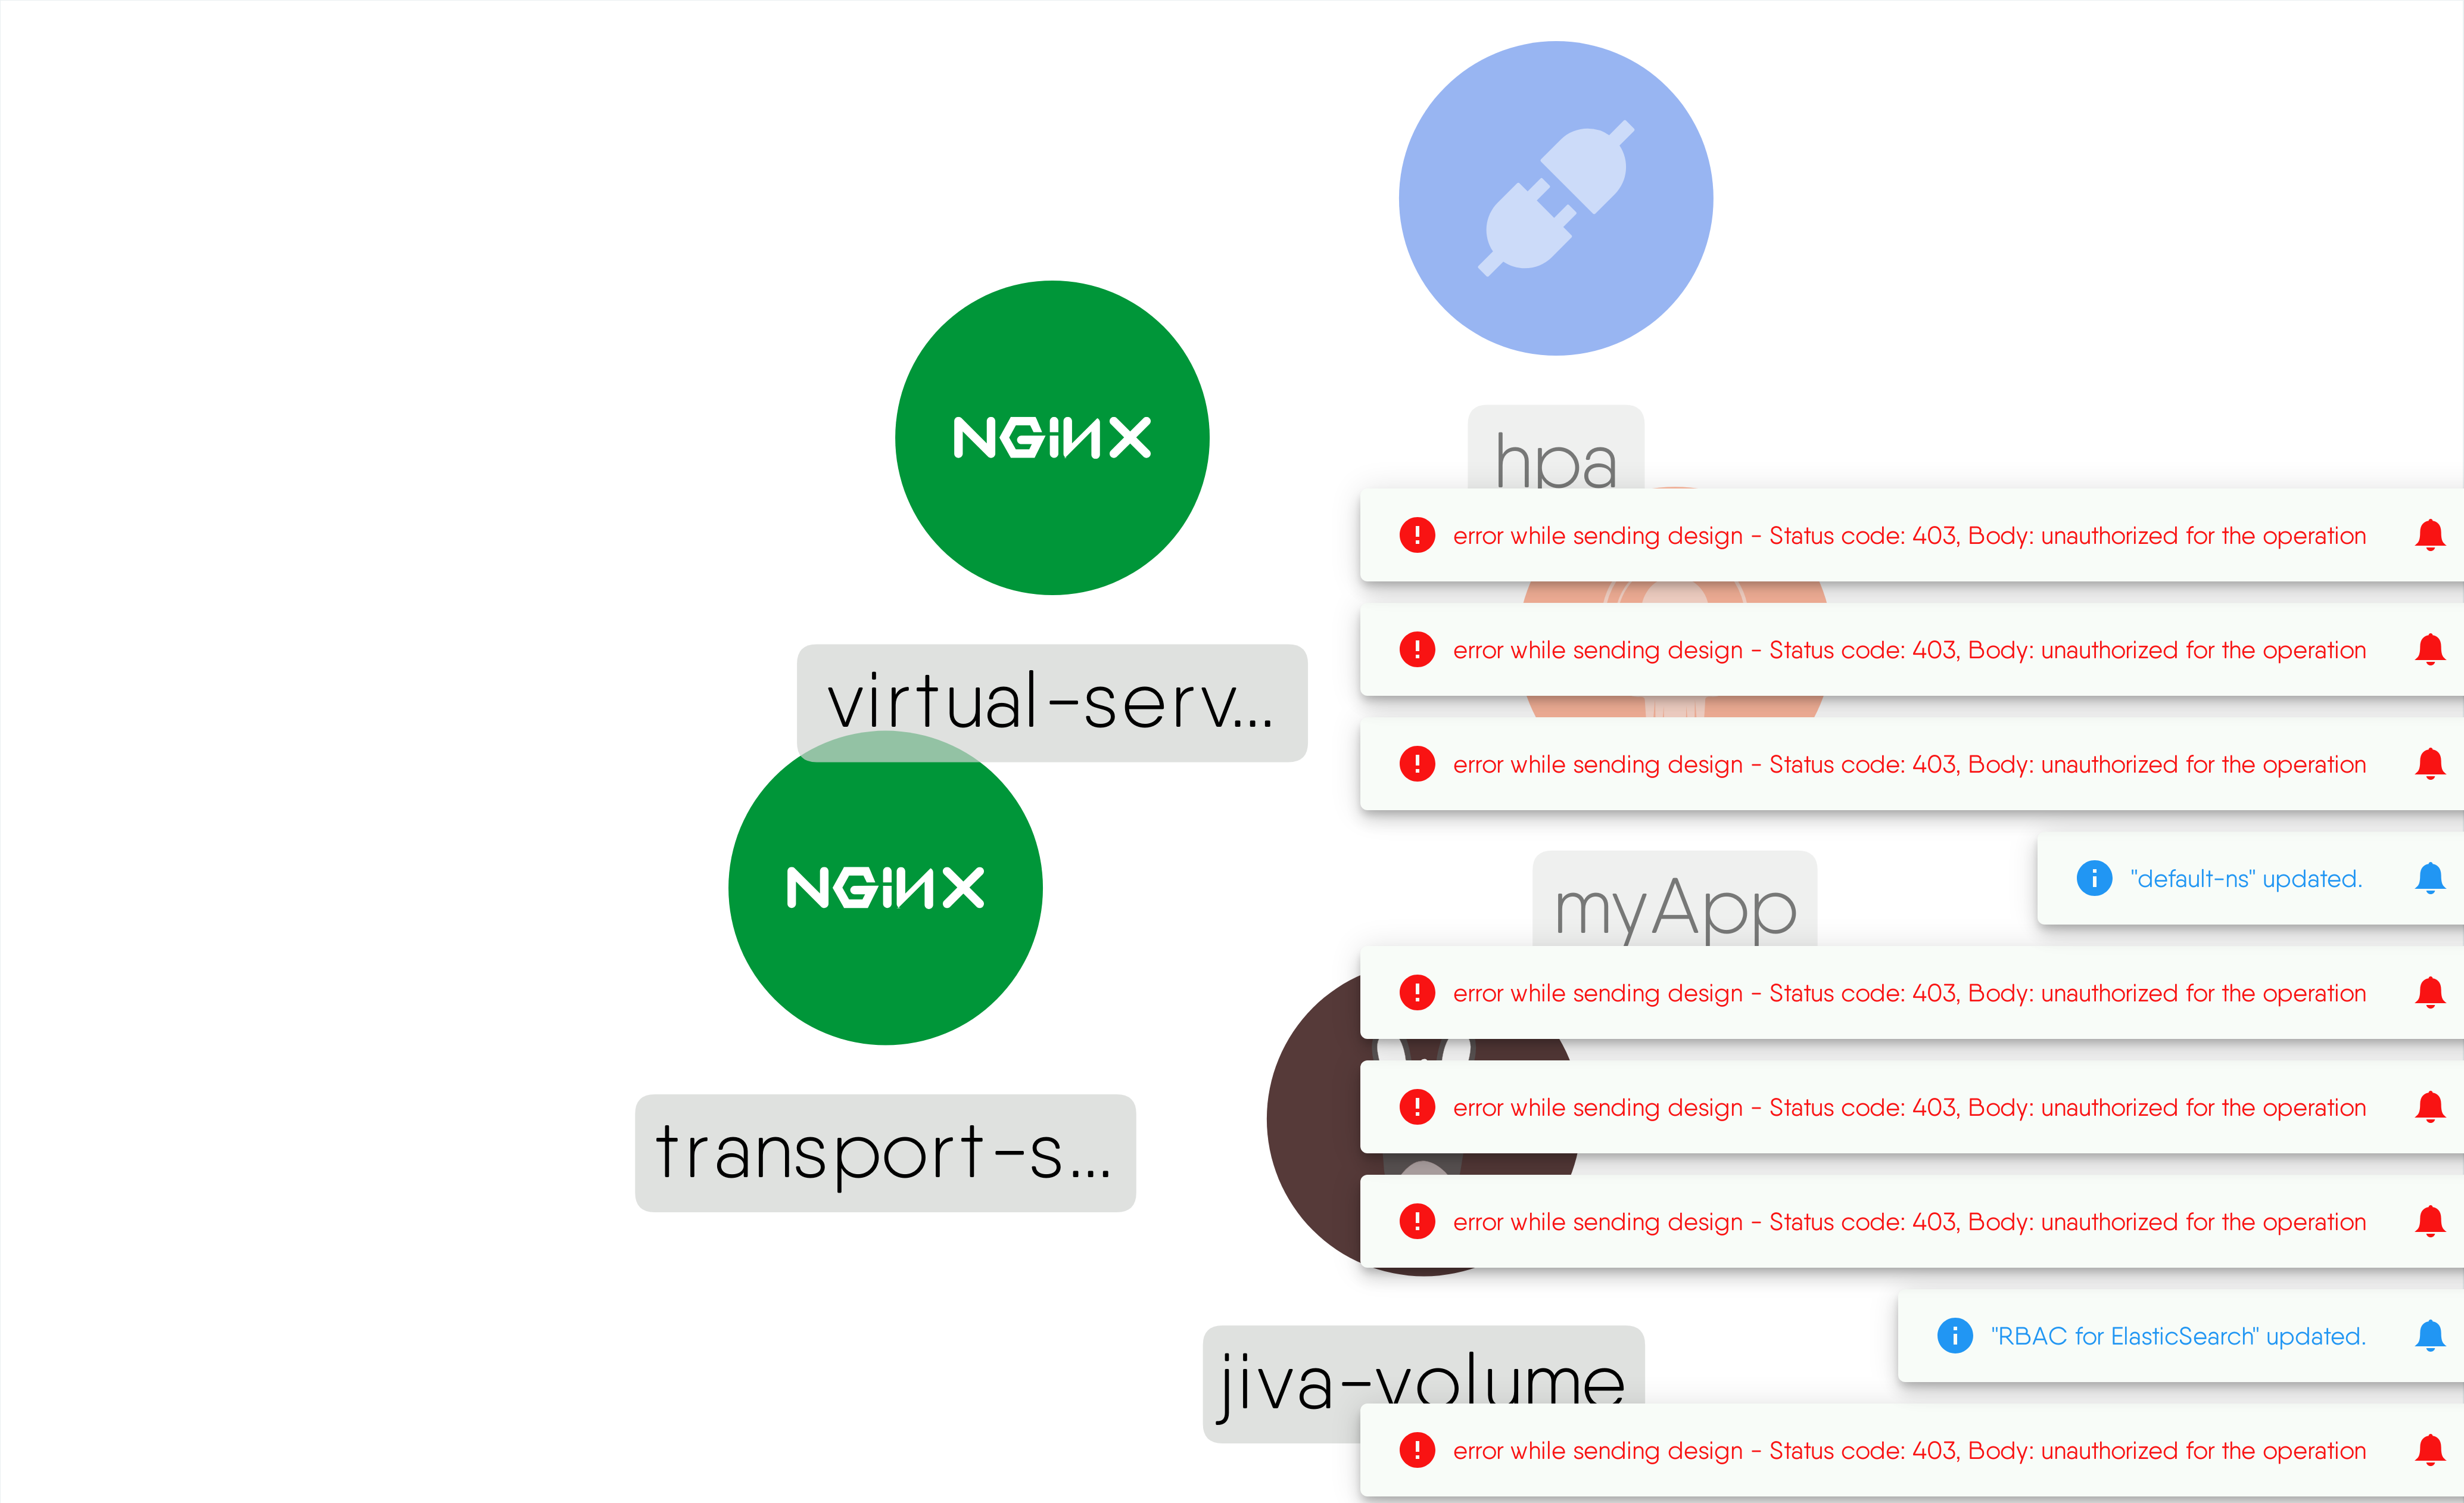 NGINX
hpa
error while sending design - Status code: 403, Body: unauthorized for the operation
error while sending design - Status code: 403, Body: unauthorized for the operation
virtual-serv...
error while sending design - Status code: 403, Body: unauthorized for the operation
NGINX
"default-ns" updated.
myApp
error while sending design - Status code: 403, Body: unauthorized for the operation
error while sending design - Status code: 403, Body: unauthorized for the operation
transport-s...
error while sending design - Status code: 403, Body: unauthorized for the operation
"RBAC for ElasticSearch" updated.
jiva-volume
error while sending design - Status code: 403, Body: unauthorized for the operation